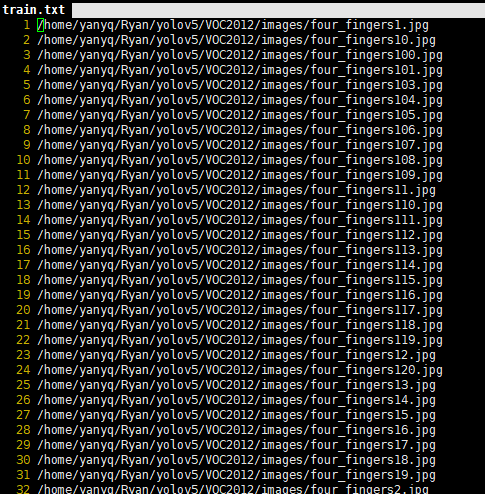 train.txt
1 /home/yanyq/Ryan/yolov5/VOC2012/images/four_fingers1.jpg
2 /home/yanyq/Ryan/yolov5/VOC2012/images/four_fingers10.jpg
3 /home/yanyq/Ryan/yolov5/VOC2012/images/four_fingers100.jpg
4 /home/yanyq/Ryan/yolov5/VOC2012/images/four_fingers101.jpg
5 /home/yanyq/Ryan/yolov5/VOC2012/images/four_fingers103.jpg
6 /home/yanyq/Ryan/yolov5/VOC2012/images/four_fingers104.jpg
7 /home/yanyq/Ryan/yolov5/VOC2012/images/four_fingers105.jpg
8 /home/yanyq/Ryan/yolov5/VOC2012/images/four_fingers106.jpg
9 /home/yanyq/Ryan/yolov5/VOC2012/images/four_fingers107.jpg
10 /home/yanyq/Ryan/yolov5/VOC2012/images/four_fingers108.jpg
11 /home/yanyq/Ryan/yolov5/VOC2012/images/four_fingers109.jpg
12 /home/yanyq/Ryan/yolov5/VOC2012/images/four_fingers11.jpg
13 /home/yanyq/Ryan/yolov5/VOC2012/images/four_fingers110.jpg
14 /home/yanyq/Ryan/yolov5/VOC2012/images/four_fingers111.jpg
15 /home/yanyq/Ryan/yolov5/VOC2012/images/four_fingers112.jpg
16 /home/yanyq/Ryan/yolov5/VOC2012/images/four_fingers113.jpg
17 /home/yanyq/Ryan/yolov5/VOC2012/images/four_fingers114.jpg
18 /home/yanyq/Ryan/yolov5/VOC2012/images/four_fingers115.jpg
19 /home/yanyq/Ryan/yolov5/VOC2012/images/four_fingers116.jpg
20 /home/yanyq/Ryan/yolov5/VOC2012/images/four_fingers117.jpg
21 /home/yanyq/Ryan/yolov5/VOC2012/images/four_fingers118.jpg
22 /home/yanyq/Ryan/yolov5/VOC2012/images/four_fingers119.jpg
23 /home/yanyq/Ryan/yolov5/VOC2012/images/four_fingers12.jpg
24 /home/yanyq/Ryan/yolov5/VOC2012/images/four_fingers120.jpg
25 /home/yanyq/Ryan/yolov5/VOC2012/images/four_fingers13.jpg
26 /home/yanyq/Ryan/yolov5/VOC2012/images/four_fingers14.jpg
27 /home/yanyq/Ryan/yolov5/VOC2012/images/four_fingers15.jpg
28 /home/yanyq/Ryan/yolov5/VOC2012/images/four_fingers16.jpg
29 /home/yanyq/Ryan/yolov5/VOC2012/images/four_fingers17.jpg
30 /home/yanyq/Ryan/yolov5/VOC2012/images/four_fingers18.jpg
31 /home/yanyq/Ryan/yolov5/VOC2012/images/four_fingers19.jpg
32 /home/yanyq/Ryan/yolov5/VOC2012/images/four_fingers2.jpg